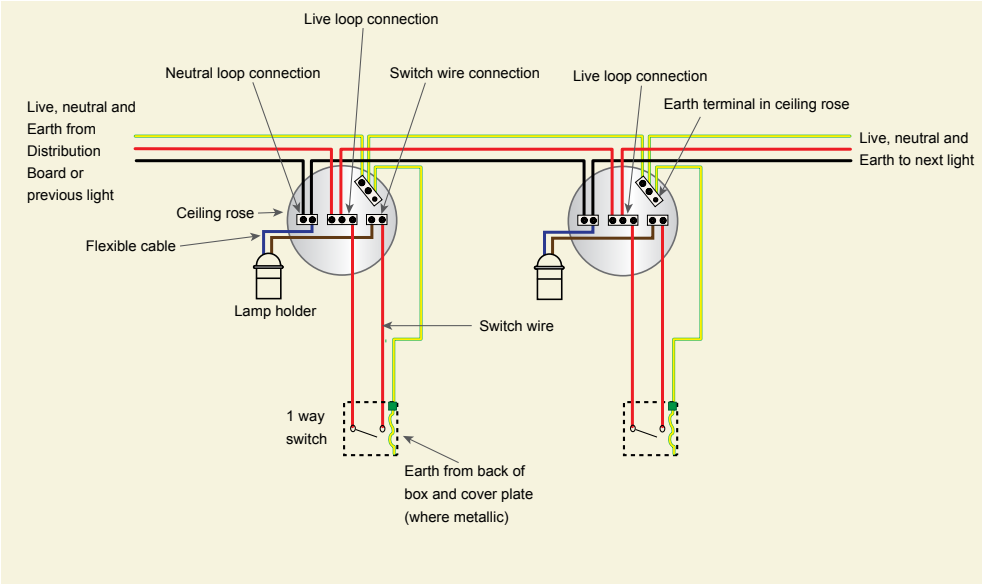 Live loop connection
Neutral loop connection
Switch wire connection
Live loop connection
Earth terminal in ceiling rose
Live, neutral and
Earth from
Distribution
Board or
previous light
Live, neutral and
Earth to next light
Ceiling rose
Flexible cable
Lamp holder
Switch wire
1 way
switch
Earth from back of
box and cover plate
(where metallic)